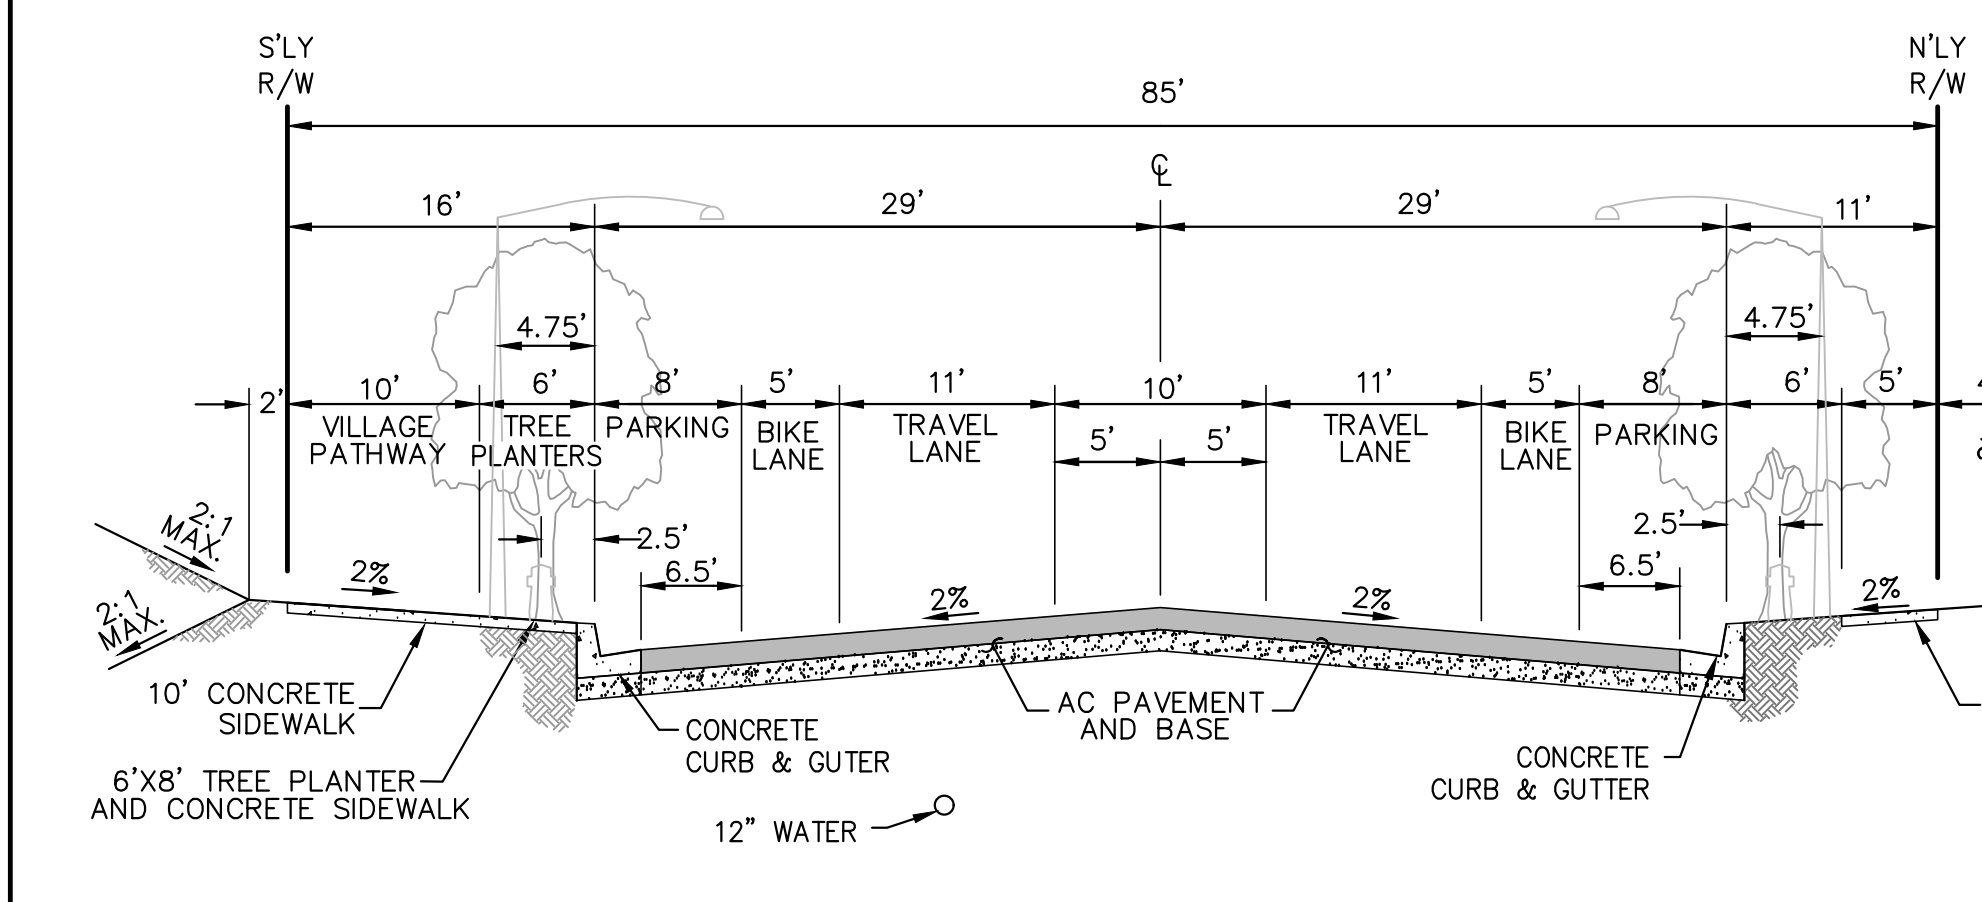 S'LY
R/W
N'LY
R/W
85'
℄
16'
29'
29'
11'
4.75'
4.75'
2'
10'
6'
8'
5'
11'
10'
11'
5'
8'
6'
5'
VILLAGE
PATHWAY
TREE
PLANTERS
PARKING
BIKE
LANE
TRAVEL
LANE
5'
5'
TRAVEL
LANE
BIKE
LANE
PARKING
2:1
MAX.
2:1
MAX.
2.5'
2.5'
6.5'
6.5'
2%
2%
2%
2%
10' CONCRETE
SIDEWALK
6'X8' TREE PLANTER
AND CONCRETE SIDEWALK
CONCRETE
CURB & GUTER
AC PAVEMENT
AND BASE
CONCRETE
CURB & GUTTER
12" WATER